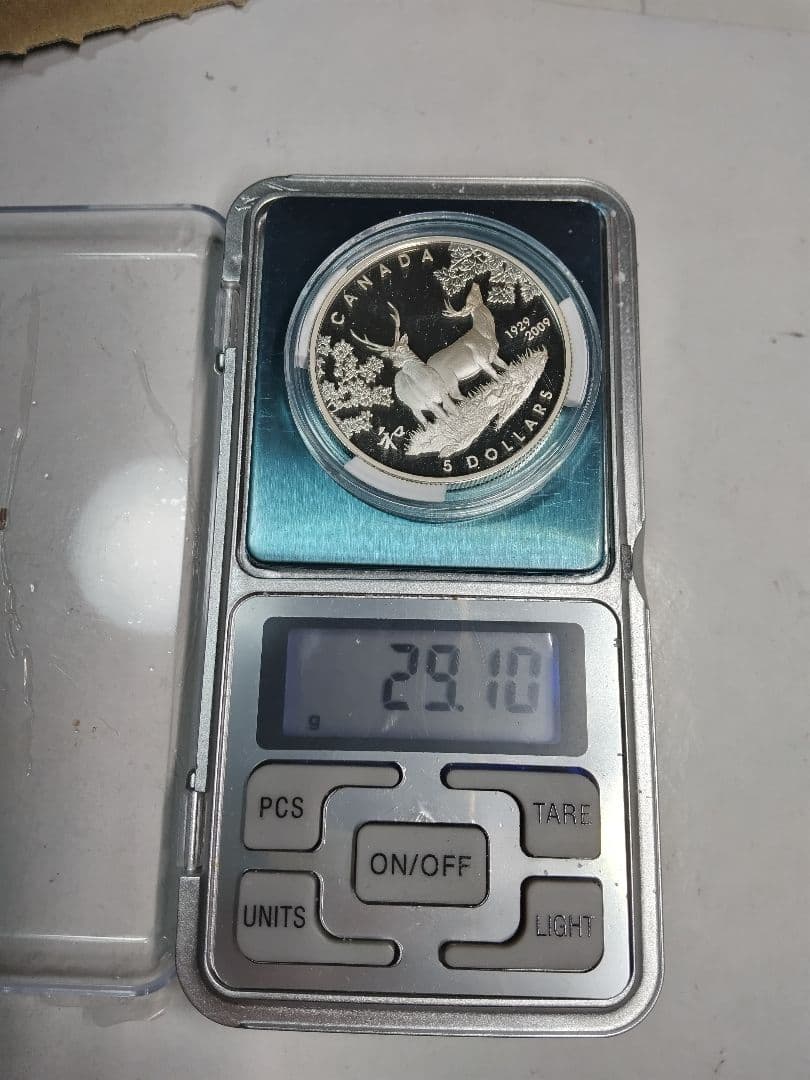 CANADA
1929
2009
5 DOLLARS
29.10
g
PCS
TARE
ON/OFF
UNITS
LIGHT